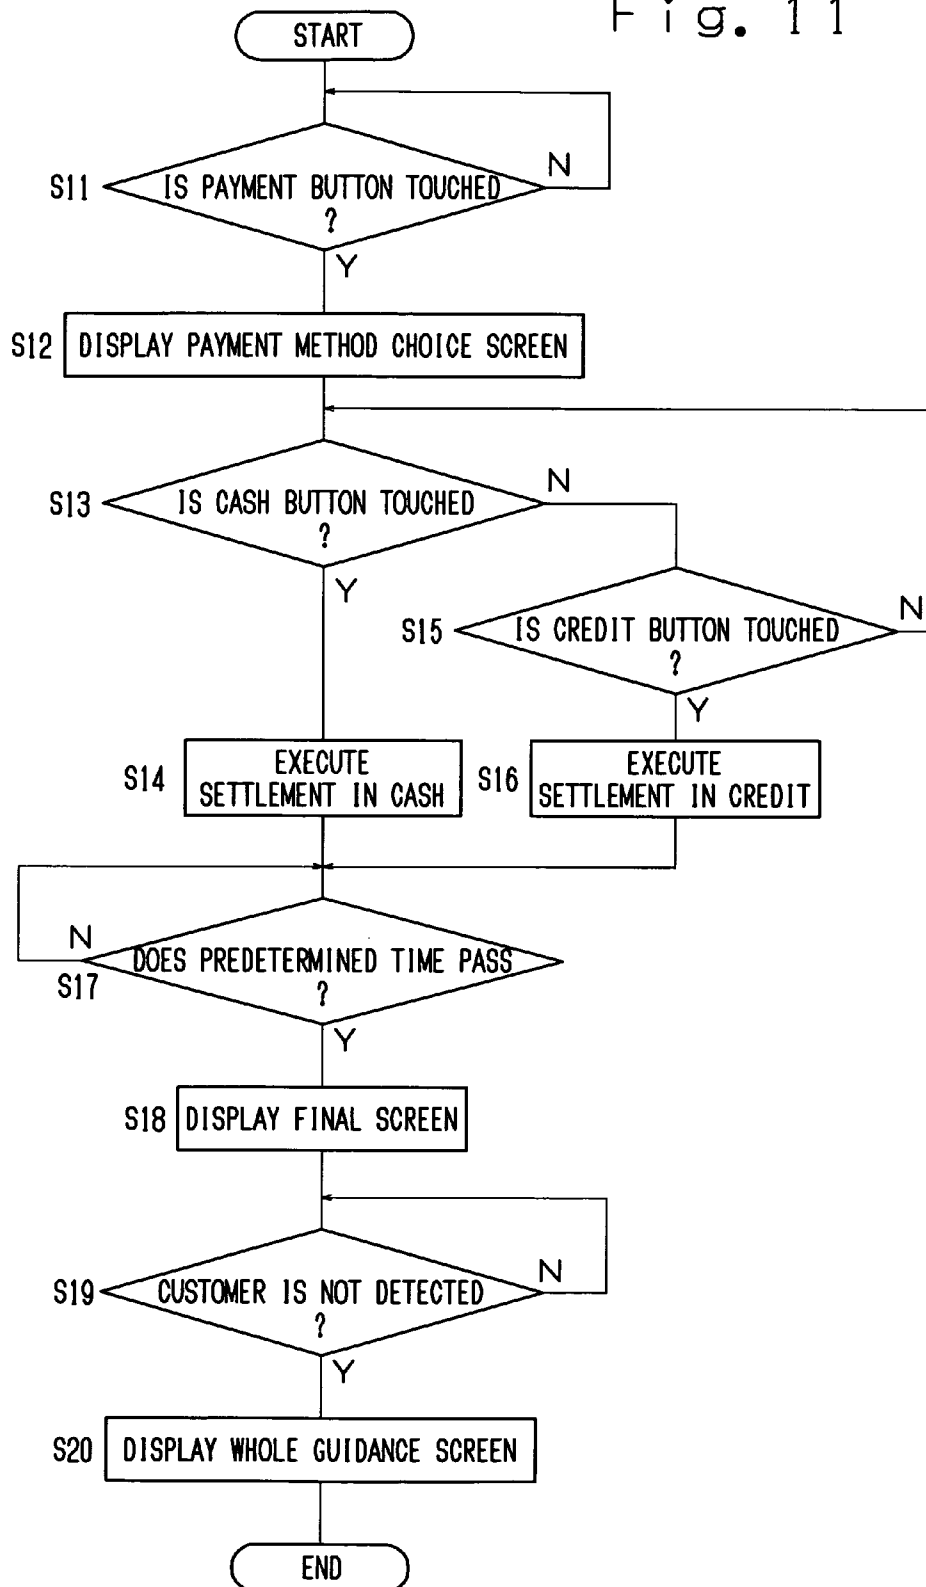 Fig. 11
START
S11
IS PAYMENT BUTTON TOUCHED
?
N
Y
S12
DISPLAY PAYMENT METHOD CHOICE SCREEN
S13
IS CASH BUTTON TOUCHED
?
N
Y
S15
IS CREDIT BUTTON TOUCHED
?
N
Y
S14
EXECUTE
SETTLEMENT IN CASH
S16
EXECUTE
SETTLEMENT IN CREDIT
N
S17
DOES PREDETERMINED TIME PASS
?
Y
S18
DISPLAY FINAL SCREEN
S19
CUSTOMER IS NOT DETECTED
?
N
Y
S20
DISPLAY WHOLE GUIDANCE SCREEN
END